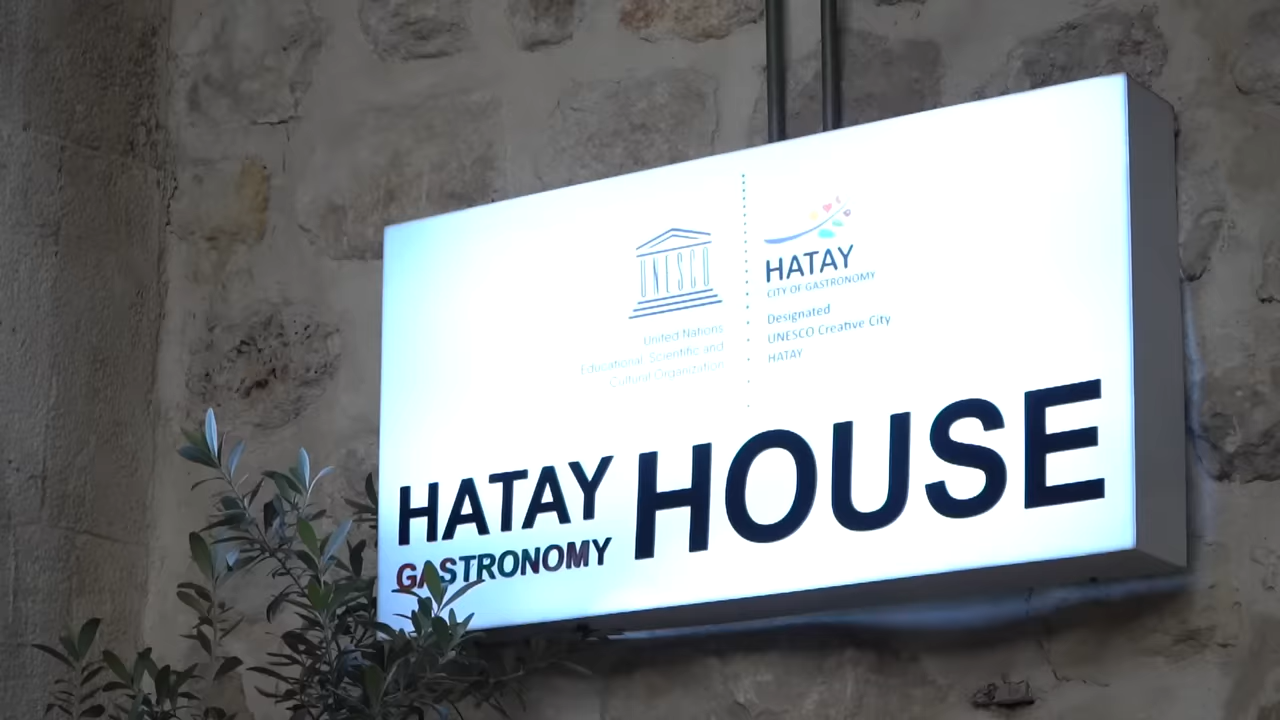 UNESCO
United Nations
Educational, Scientific and
Cultural Organization
HATAY
CITY OF GASTRONOMY
Designated
UNESCO Creative City
HATAY
HATAY
GASTRONOMY
HOUSE